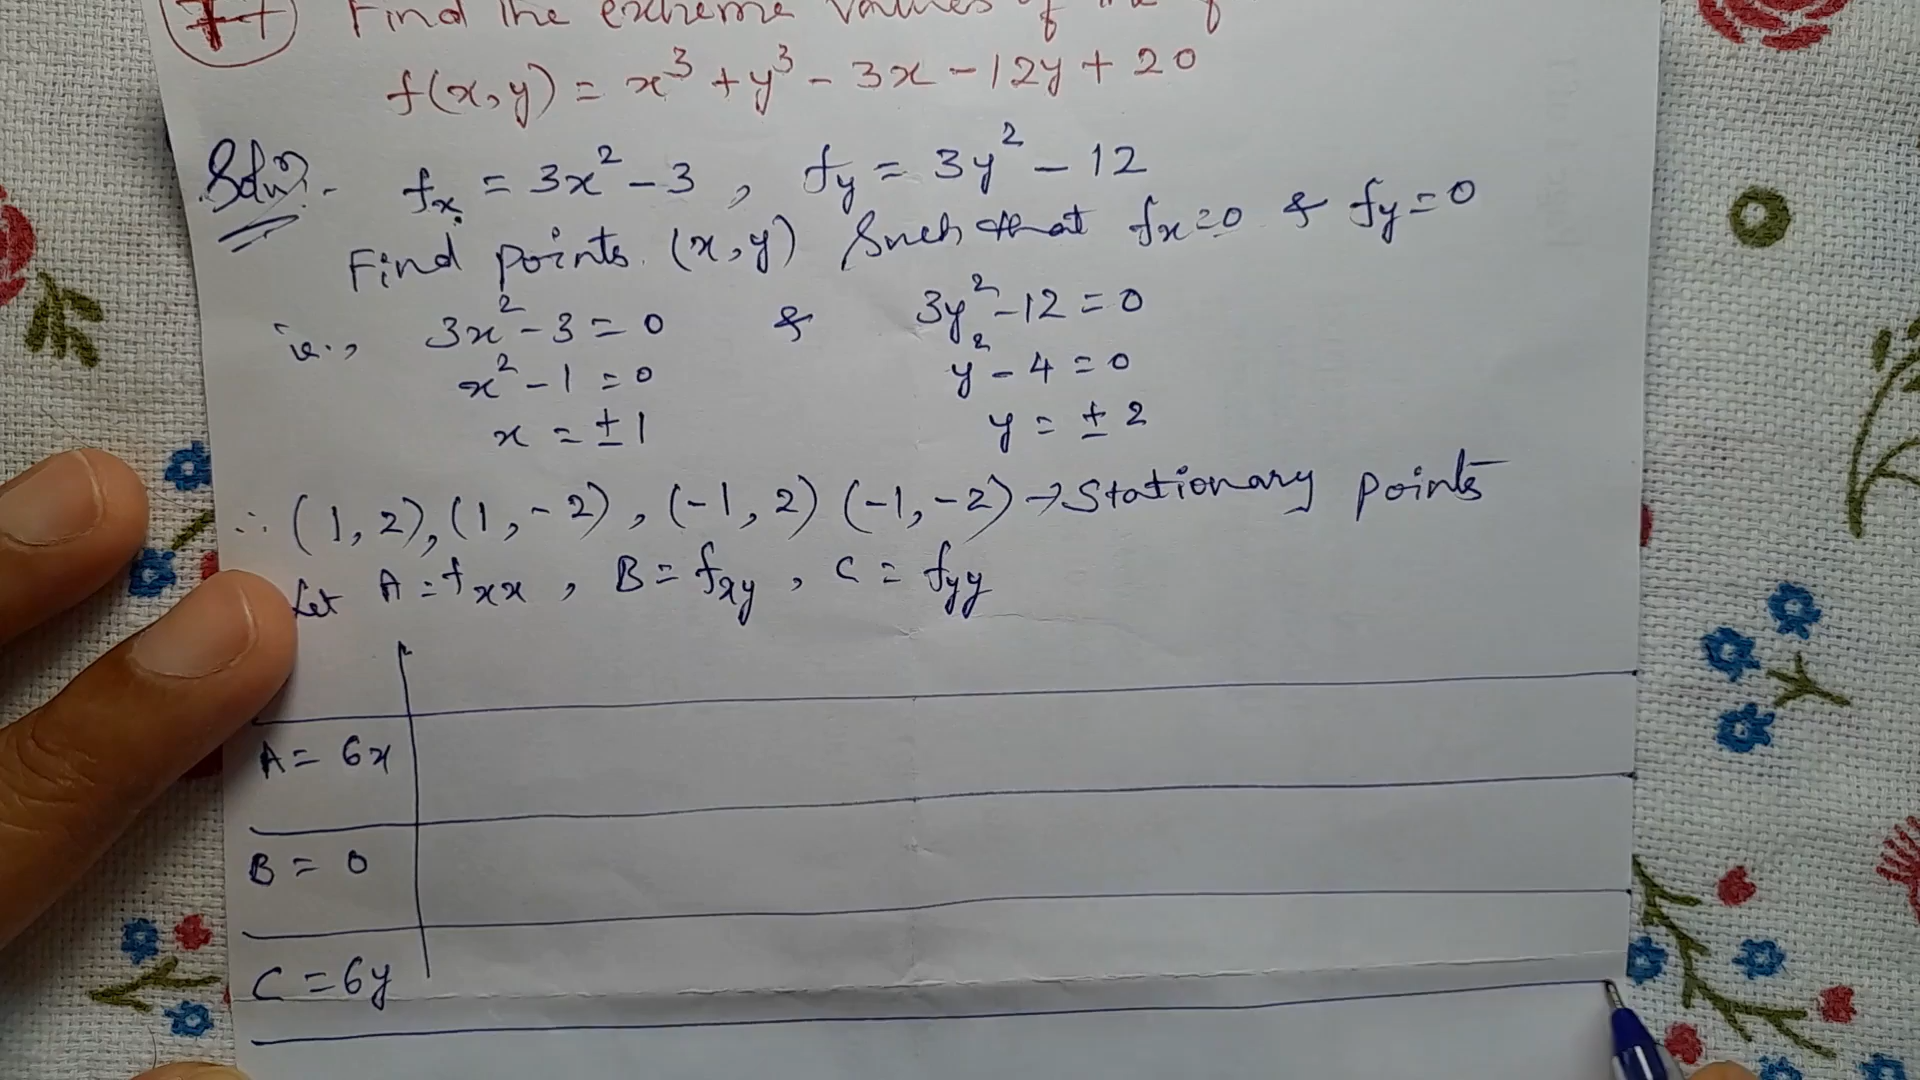 Find the extreme values of the
f(x,y) = x³ + y³ - 3x - 12y + 20
Soln:- fx = 3x² - 3 , fy = 3y² - 12
Find points (x,y) such that fx=0 & fy=0
ie., 3x² - 3 = 0 & 3y² - 12 = 0
x² - 1 = 0 y² - 4 = 0
x = ± 1 y = ± 2
∴ (1, 2), (1, -2), (-1, 2) (-1, -2) → Stationary points
Let A = fxx , B = fxy , C = fyy
A = 6x
B = 0
C = 6y